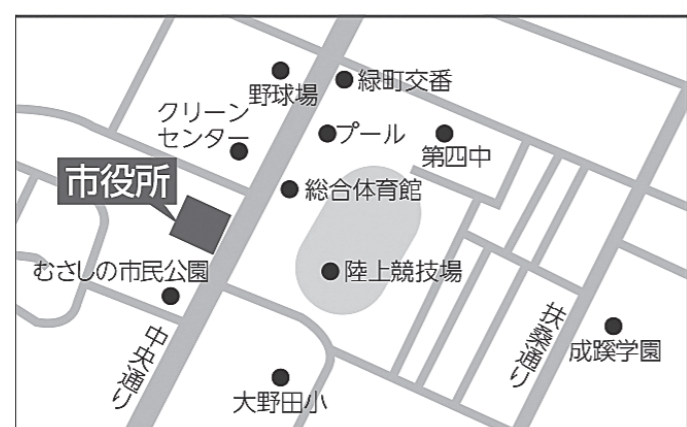 緑町交番
野球場
クリーン
センター
プール
第四中
市役所
総合体育館
むさしの市民公園
陸上競技場
中央通り
扶桑通り
成蹊学園
大野田小